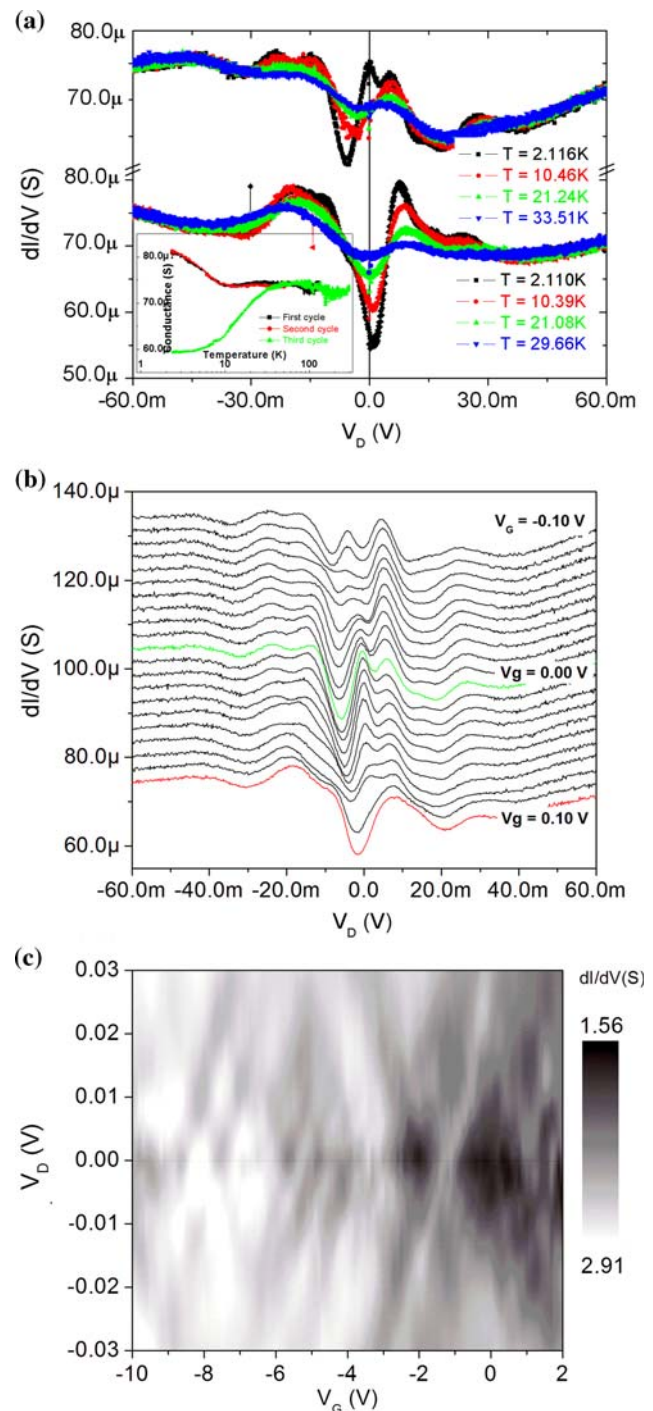 (a)
80.0μ
70.0μ
T = 2.116K
T = 10.46K
T = 21.24K
T = 33.51K
dI/dV (S)
80.0μ
70.0μ
60.0μ
50.0μ
T = 2.110K
T = 10.39K
T = 21.08K
T = 29.66K
Conductance (S)
80.0μ
70.0μ
60.0μ
First cycle
Second cycle
Third cycle
Temperature (K)
1 10 100
-60.0m -30.0m 0.0 30.0m 60.0m
V_D (V)
(b)
140.0μ
120.0μ
100.0μ
80.0μ
60.0μ
dI/dV (S)
V_G = -0.10 V
Vg = 0.00 V
Vg = 0.10 V
-60.0m -40.0m -20.0m 0.0 20.0m 40.0m 60.0m
V_D (V)
(c)
0.03
0.02
0.01
0.00
-0.01
-0.02
-0.03
V_D (V)
-10 -8 -6 -4 -2 0 2
V_G (V)
dI/dV(S)
1.56
2.91